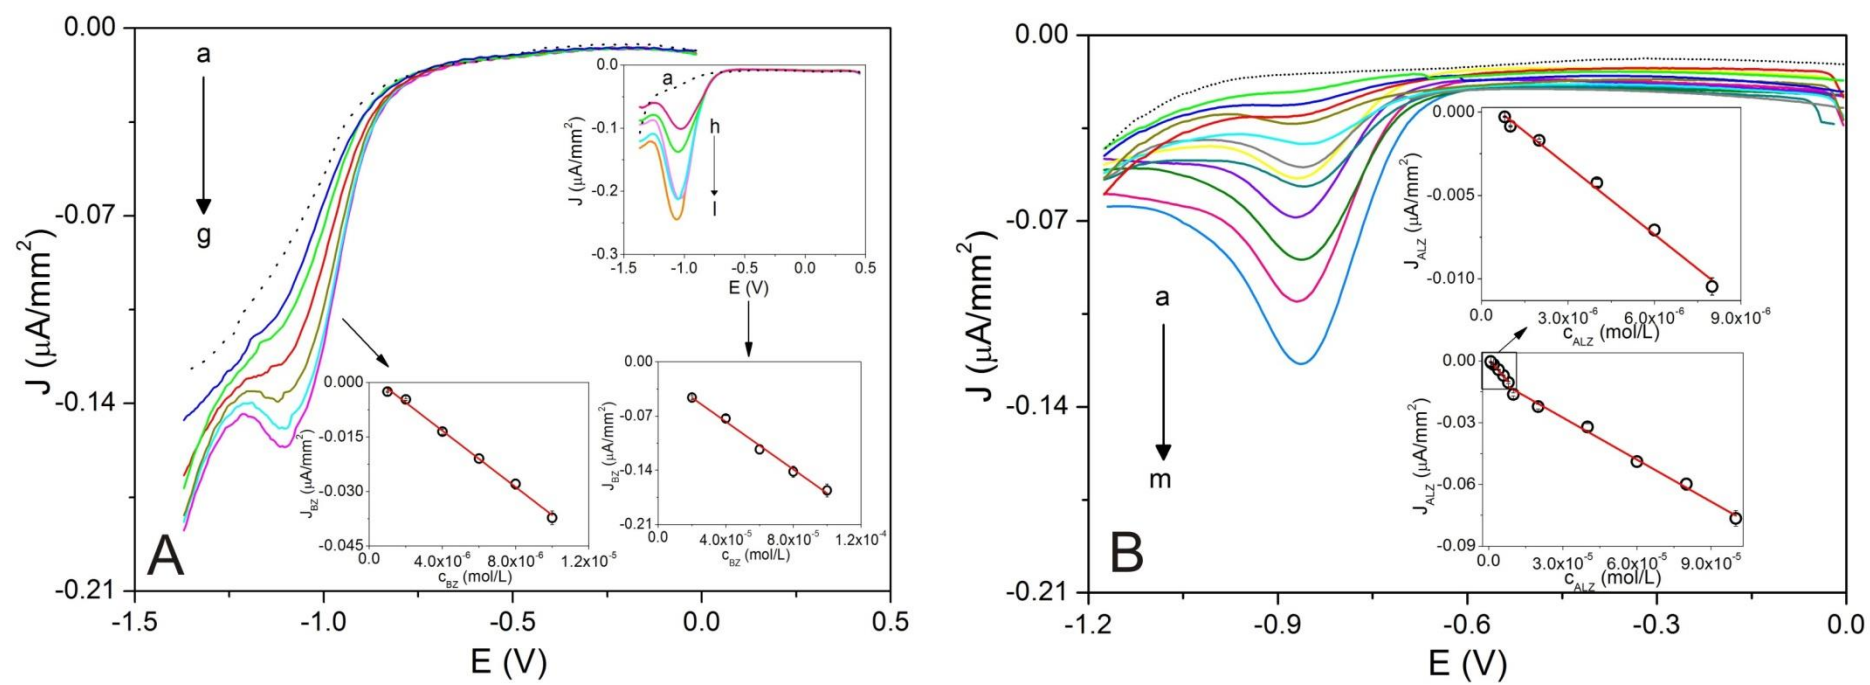 0.00
-0.07
-0.14
-0.21
J (μA/mm²)
-1.5
-1.0
-0.5
0.0
0.5
E (V)
A
a
g
0.0
-0.1
-0.2
-0.3
J (μA/mm²)
-1.5
-1.0
-0.5
0.0
0.5
E (V)
a
h
l
0.000
-0.015
-0.030
-0.045
J_BZ (μA/mm²)
0.0
4.0x10⁻⁶
8.0x10⁻⁶
1.2x10⁻⁵
c_BZ (mol/L)
0.00
-0.07
-0.14
-0.21
J_BZ (μA/mm²)
0.0
4.0x10⁻⁵
8.0x10⁻⁵
1.2x10⁻⁴
c_BZ (mol/L)
0.00
-0.07
-0.14
-0.21
J (μA/mm²)
-1.2
-0.9
-0.6
-0.3
0.0
E (V)
B
a
m
0.000
-0.005
-0.010
J_ALZ (μA/mm²)
0.0
3.0x10⁻⁶
6.0x10⁻⁶
9.0x10⁻⁶
c_ALZ (mol/L)
0.00
-0.03
-0.06
-0.09
J_ALZ (μA/mm²)
0.0
3.0x10⁻⁵
6.0x10⁻⁵
9.0x10⁻⁵
c_ALZ (mol/L)